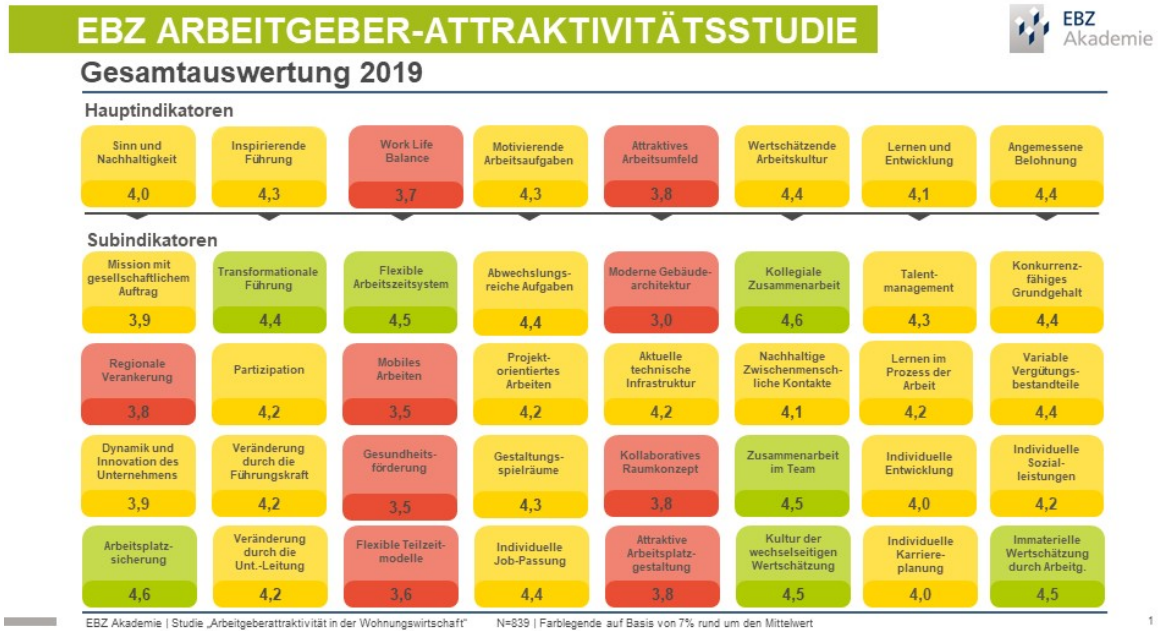 EBZ ARBEITGEBER-ATTRAKTIVITÄTSSTUDIE
EBZ
Akademie
Gesamtauswertung 2019
Hauptindikatoren
Sinn und
Nachhaltigkeit
4,0
Inspirierende
Führung
4,3
Work Life
Balance
3,7
Motivierende
Arbeitsaufgaben
4,3
Attraktives
Arbeitsumfeld
3,8
Wertschätzende
Arbeitskultur
4,4
Lernen und
Entwicklung
4,1
Angemessene
Belohnung
4,4
Subindikatoren
Mission mit
gesellschaftlichem
Auftrag
3,9
Transformationale
Führung
4,4
Flexible
Arbeitszeitsystem
4,5
Abwechslungs-
reiche Aufgaben
4,4
Moderne Gebäude-
architektur
3,0
Kollegiale
Zusammenarbeit
4,6
Talent-
management
4,3
Konkurrenz-
fähiges
Grundgehalt
4,4
Regionale
Verankerung
3,8
Partizipation
4,2
Mobiles
Arbeiten
3,5
Projekt-
orientiertes
Arbeiten
4,2
Aktuelle
technische
Infrastruktur
4,2
Nachhaltige
Zwischenmensch-
liche Kontakte
4,1
Lernen im
Prozess der
Arbeit
4,2
Variable
Vergütungs-
bestandteile
4,4
Dynamik und
Innovation des
Unternehmens
3,9
Veränderung
durch die
Führungskraft
4,2
Gesundheits-
förderung
3,5
Gestaltungs-
spielräume
4,3
Kollaboratives
Raumkonzept
3,8
Zusammenarbeit
im Team
4,5
Individuelle
Entwicklung
4,0
Individuelle
Sozial-
leistungen
4,2
Arbeitsplatz-
sicherung
4,6
Veränderung
durch die
Unt.-Leitung
4,2
Flexible Teilzeit-
modelle
3,6
Individuelle
Job-Passung
4,4
Attraktive
Arbeitsplatz-
gestaltung
3,8
Kultur der
wechselseitigen
Wertschätzung
4,5
Individuelle
Karriere-
planung
4,0
Immaterielle
Wertschätzung
durch Arbeitg.
4,5
EBZ Akademie | Studie „Arbeitgeberattraktivität in der Wohnungswirtschaft" N=839 | Farblegende auf Basis von 7% rund um den Mittelwert
1